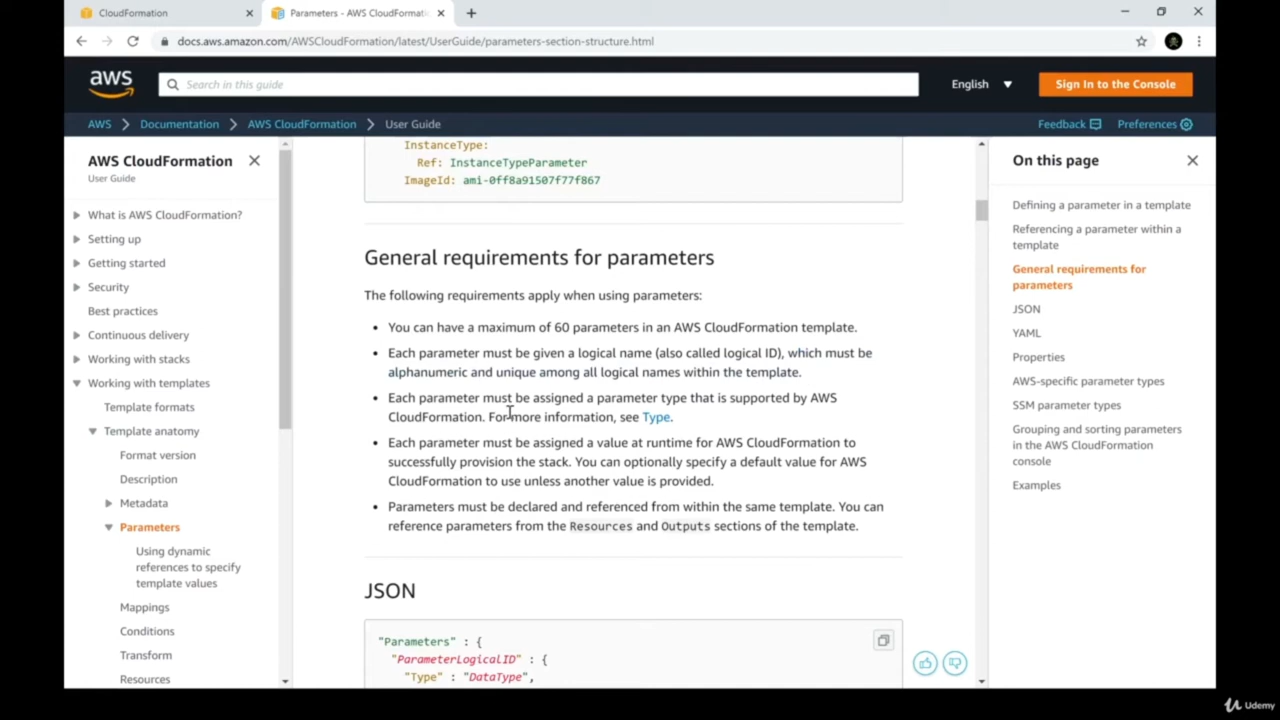 CloudFormation
Parameters - AWS CloudFormati
docs.aws.amazon.com/AWSCloudFormation/latest/UserGuide/parameters-section-structure.html
aws
Search in this guide
English
Sign In to the Console
AWS
Documentation
AWS CloudFormation
User Guide
Feedback
Preferences
AWS CloudFormation
User Guide
What is AWS CloudFormation?
Setting up
Getting started
Security
Best practices
Continuous delivery
Working with stacks
Working with templates
Template formats
Template anatomy
Format version
Description
Metadata
Parameters
Using dynamic
references to specify
template values
Mappings
Conditions
Transform
Resources
InstanceType:
Ref: InstanceTypeParameter
ImageId: ami-0ff8a91507f77f867
General requirements for parameters
The following requirements apply when using parameters:
• You can have a maximum of 60 parameters in an AWS CloudFormation template.
• Each parameter must be given a logical name (also called logical ID), which must be
alphanumeric and unique among all logical names within the template.
• Each parameter must be assigned a parameter type that is supported by AWS
CloudFormation. For more information, see Type.
• Each parameter must be assigned a value at runtime for AWS CloudFormation to
successfully provision the stack. You can optionally specify a default value for AWS
CloudFormation to use unless another value is provided.
• Parameters must be declared and referenced from within the same template. You can
reference parameters from the Resources and Outputs sections of the template.
JSON
"Parameters" : {
"ParameterLogicalID" : {
"Type" : "DataType",
On this page
Defining a parameter in a template
Referencing a parameter within a
template
General requirements for
parameters
JSON
YAML
Properties
AWS-specific parameter types
SSM parameter types
Grouping and sorting parameters
in the AWS CloudFormation
console
Examples
Udemy